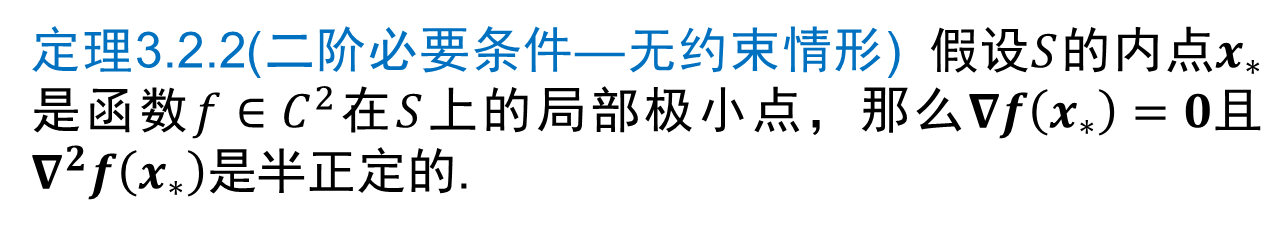 定理3.2.2(二阶必要条件—无约束情形) 假设𝑆的内点𝒙∗
是函数𝑓 ∈ 𝐶²在𝑆上的局部极小点，那么𝛁𝒇(𝒙∗) = 𝟎且
𝛁²𝒇(𝒙∗)是半正定的.